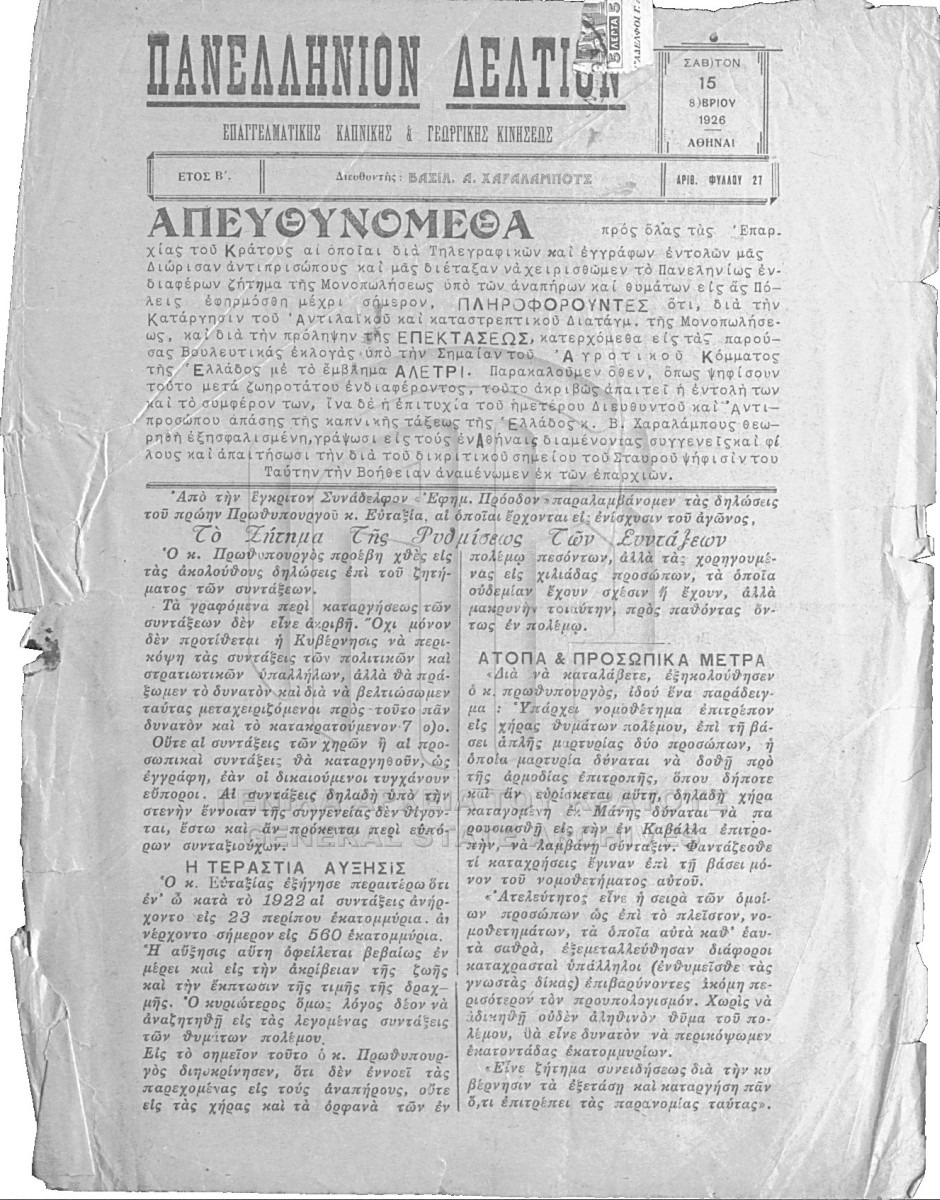 ΠΑΝΕΛΛΗΝΙΟΝ ΔΕΛΤΙΟΝ
ΕΠΑΓΓΕΛΜΑΤΙΚΗΣ ΚΑΠΝΙΚΗΣ & ΓΕΩΡΓΙΚΗΣ ΚΙΝΗΣΕΩΣ
5 ΛΕΠΤΑ 5
ΣΑΒ)ΤΟΝ
15
8)ΒΡΙΟΥ
1926
ΑΘΗΝΑΙ
ΕΤΟΣ Β'.
Διευθυντὴς : ΒΑΣΙΛ. Α. ΧΑΡΑΛΑΜΠΟΥΣ
ΑΡΙΘ. ΦΥΛΛΟΥ 27
ΑΠΕΥΘΥΝΟΜΕΘΑ πρός ὅλας τὰς Ἐπαρ.
χίας τοῦ Κράτους αἱ ὁποῖαι διὰ Τηλεγραφικῶν καὶ ἐγγράφων ἐντολῶν μᾶς
Διώρισαν ἀντιπρισώπους καὶ μᾶς διέταξαν νὰ χειρισθῶμεν τὸ Πανεληνίως ἐν-
διαφέρων ζήτημα τῆς Μονοπωλήσεως ὑπὸ τῶν ἀναπήρων καὶ θυμάτων εἰς ἃς Πό-
λεις ἐφηρμόσθη μέχρι σήμερον, ΠΛΗΡΟΦΟΡΟΥΝΤΕΣ ὅτι, διὰ τὴν
Κατάργησιν τοῦ Ἀντιλαϊκοῦ καὶ καταστρεπτικοῦ Διατάγμ. τῆς Μονοπωλήσε-
ως, καὶ διὰ τὴν πρόληψην τῆς ΕΠΕΚΤΑΣΕΩΣ, κατερχόμεθα εἰς τὰς παρού-
σας Βουλευτικάς ἐκλογὰς ὑπὸ τὴν Σημαίαν τοῦ Ἀγροτικοῦ Κόμματος
τῆς Ἑλλάδος μὲ τὸ ἔμβλημα ΑΛΕΤΡΙ. Παρακαλοῦμεν ὅθεν, ὅπως ψηφίσουν
τοῦτο μετά ζωηροτάτου ἐνδιαφέροντος, τοῦτο ἀκριβῶς ἀπαιτεῖ ἡ ἐντολή των
καὶ τὸ συμφέρον των, ἵνα δὲ ἡ ἐπιτυχία τοῦ ἡμετέρου Διευθυντοῦ καὶ Ἀντι-
προσώπου ἁπάσης τῆς καπνικῆς τάξεως τῆς Ἑλλάδος κ. Β. Χαραλάμπους θεω-
ρηθῆ ἐξησφαλισμένη, γράψωσι εἰς τούς ἐν Ἀθήναις διαμένοντας συγγενεῖς καὶ φί
λους καὶ ἀπαιτήσωσι τὴν διὰ τοῦ δικριτικοῦ σημείου τοῦ Σταυροῦ ψήφισίν του
Ταύτην τὴν Βοήθειαν ἀναμένωμεν ἐκ τῶν ἐπαρχιῶν.
Ἀπὸ τὴν ἔγκριτον Συνάδελφον «Ἐφημ. Πρόοδον» παραλαμβάνομεν τὰς δηλώσεις
τοῦ πρώην Πρωθυπουργοῦ κ. Εὐταξία, αἱ ὁποῖαι ἔρχονται εἰς ἐνίσχυσιν τοῦ ἀγῶνος,
Τὸ Ζήτημα Τῆς Ρυθμίσεως Τῶν Συντάξεων
Ὁ κ. Πρωθυπουργὸς προέβη χθὲς εἰς
τὰς ἀκολούθους δηλώσεις ἐπὶ τοῦ ζητή-
ματος τῶν συντάξεων.
Τὰ γραφόμενα περὶ καταργήσεως τῶν
συντάξεων δὲν εἶνε ἀκριβῆ. Ὄχι μόνον
δὲν προτίθεται ἡ Κυβέρνησις νὰ περι-
κόψη τὰς συντάξεις τῶν πολιτικῶν καὶ
στρατιωτικῶν ὑπαλλήλων, ἀλλὰ θὰ πρά-
ξωμεν τὸ δυνατὸν καὶ διὰ νὰ βελτιώσωμεν
ταύτας μεταχειριζόμενοι πρὸς τοῦτο πᾶν
δυνατὸν καὶ τὸ κατακρατούμενον 7 ο)ο.
Οὔτε αἱ συντάξεις τῶν χηρῶν ἢ αἱ προ-
σωπικαὶ συντάξεις θὰ καταργηθοῦν, ὡς
ἐγγράφη, ἐὰν οἱ δικαιούμενοι τυγχάνουν
εὔποροι. Αἱ συντάξεις δηλαδὴ ὑπὸ τὴν
στενὴν ἔννοιαν τῆς συγγενείας δὲν θίγον-
ται, ἔστω καὶ ἂν πρόκειται περὶ εὐπό-
ρων συνταξιούχων.
Η ΤΕΡΑΣΤΙΑ ΑΥΞΗΣΙΣ
Ὁ κ. Εὐταξίας ἐξήγησε περαιτέρω ὅτι
ἐν' ᾧ κατὰ τὸ 1922 αἱ συντάξεις ἀνήρ-
χοντο εἰς 23 περίπου ἑκατομμύρια. ἀν
νέρχοντο σήμερον εἰς 560 ἑκατομμύρια.
Ἡ αὔξησις αὕτη ὀφείλεται βεβαίως ἐν
μέρει καὶ εἰς τὴν ἀκρίβειαν τῆς ζωῆς
καὶ τὴν ἔκπτωσιν τῆς τιμῆς τῆς δραχ-
μῆς. Ὁ κυριώτερος ὅμως λόγος δέον νὰ
ἀναζητηθῇ εἰς τὰς λεγομένας συντάξεις
τῶν θυμάτων πολέμου.
Εἰς τὸ σημεῖον τοῦτο ὁ κ. Πρωθυπουρ-
γὸς διηυκρίνησεν, ὅτι δὲν ἐννοεῖ τὰς
παρεχομένας εἰς τοὺς ἀναπήρους, οὔτε
εἰς τὰς χήρας καὶ τὰ ὀρφανὰ τῶν ἐν
πολέμῳ πεσόντων, ἀλλὰ τὰς χορηγουμέ-
νας εἰς χιλιάδας προσώπων, τὰ ὁποῖα
οὐδεμίαν ἔχουν σχέσιν ἢ ἔχουν, ἀλλὰ
μακρυνὴν τοιαύτην, πρὸς παθόντας ὄν-
τως ἐν πολέμῳ.
ΑΤΟΠΑ & ΠΡΟΣΩΠΙΚΑ ΜΕΤΡΑ
«Διὰ νὰ καταλάβετε, ἐξηκολούθησεν
ὁ κ. πρωθυπουργὸς, ἰδοὺ ἕνα παράδειγ-
μα : Ὑπάρχει νομοθέτημα ἐπιτρέπον
εἰς χήρας θυμάτων πολέμου, ἐπὶ τῇ βά-
σει ἁπλῆς μαρτυρίας δύο προσώπων, ἡ
ὁποία μαρτυρία δύναται νὰ δοθῇ πρὸ
τῆς ἁρμοδίας ἐπιτροπῆς, ὅπου δήποτε
καὶ ἂν εὑρίσκεται αὕτη, δηλαδὴ χήρα
καταγομένη ἐκ Μάνης δύναται νὰ πα
ρουσιασθῇ εἰς τὴν ἐν Καβάλλᾳ ἐπιτρο-
πὴν, νὰ λαμβάνῃ σύνταξιν. Φαντάζεσθε
τὶ καταχρήσεις ἔγιναν ἐπὶ τῇ βάσει μό-
νον τοῦ νομοθετήματος αὐτοῦ.
«Ἀτελεύτητος εἶνε ἡ σειρὰ τῶν ὁμοί-
ων προσώπων ὡς ἐπὶ τὸ πλεῖστον, νο-
μοθετημάτων, τὰ ὁποῖα αὐτὰ καθ' ἑαυ-
τὰ σαθρὰ, ἐξεμεταλλεύθησαν διάφοροι
καταχρασταὶ ὑπάλληλοι (ἐνθυμεῖσθε τὰς
γνωστὰς δίκας) ἐπιβαρύνοντες ἀκόμη πε-
ρισότερον τὸν προυπολογισμόν. Χωρὶς νὰ
ἀδικηθῇ οὐδὲν ἀληθινὸν θῦμα τοῦ πο-
λέμου, θὰ εἶνε δυνατὸν νὰ περικόψωμεν
ἑκατοντάδας ἑκατομμυρίων.
«Εἶνε ζήτημα συνειδήσεως διὰ τὴν κυ
βέρνησιν τὰ ἐξετάσῃ καὶ καταργήσῃ πᾶν
ὅ,τι ἐπιτρέπει τὰς παρανομίας ταύτας».